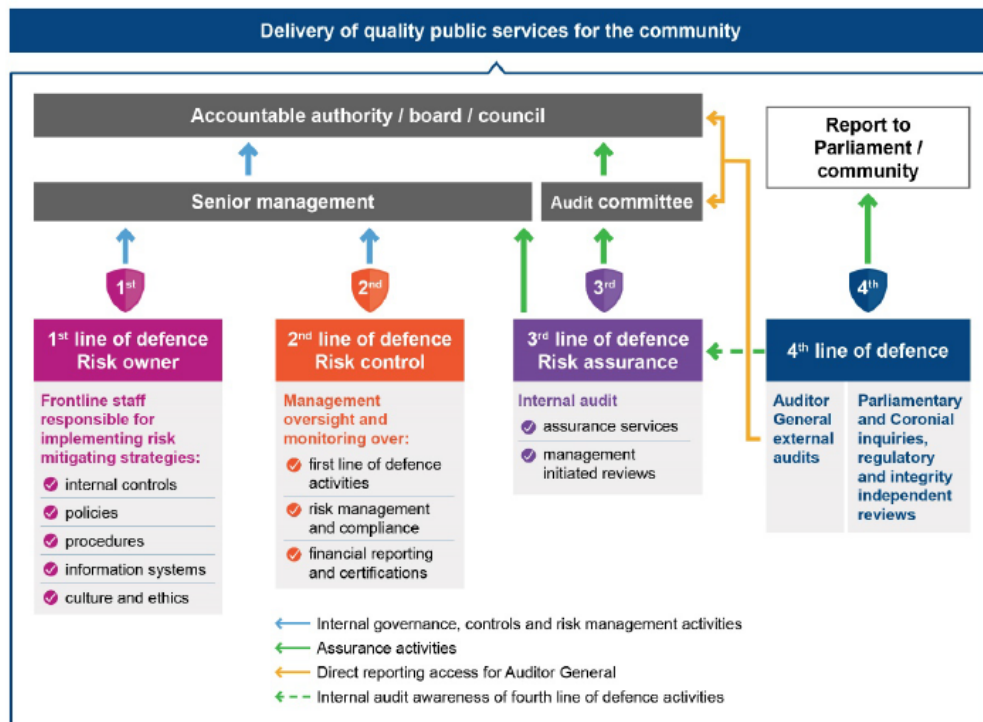 Delivery of quality public services for the community
Accountable authority / board / council
Report to
Parliament /
community
Senior management
Audit committee
1st
2nd
3rd
4th
1st line of defence
Risk owner
2nd line of defence
Risk control
3rd line of defence
Risk assurance
4th line of defence
Frontline staff
responsible for
implementing risk
mitigating strategies:
internal controls
policies
procedures
information systems
culture and ethics
Management
oversight and
monitoring over:
first line of defence
activities
risk management
and compliance
financial reporting
and certifications
Internal audit
assurance services
management
initiated reviews
Auditor
General
external
audits
Parliamentary
and Coronial
inquiries,
regulatory
and integrity
independent
reviews
Internal governance, controls and risk management activities
Assurance activities
Direct reporting access for Auditor General
Internal audit awareness of fourth line of defence activities